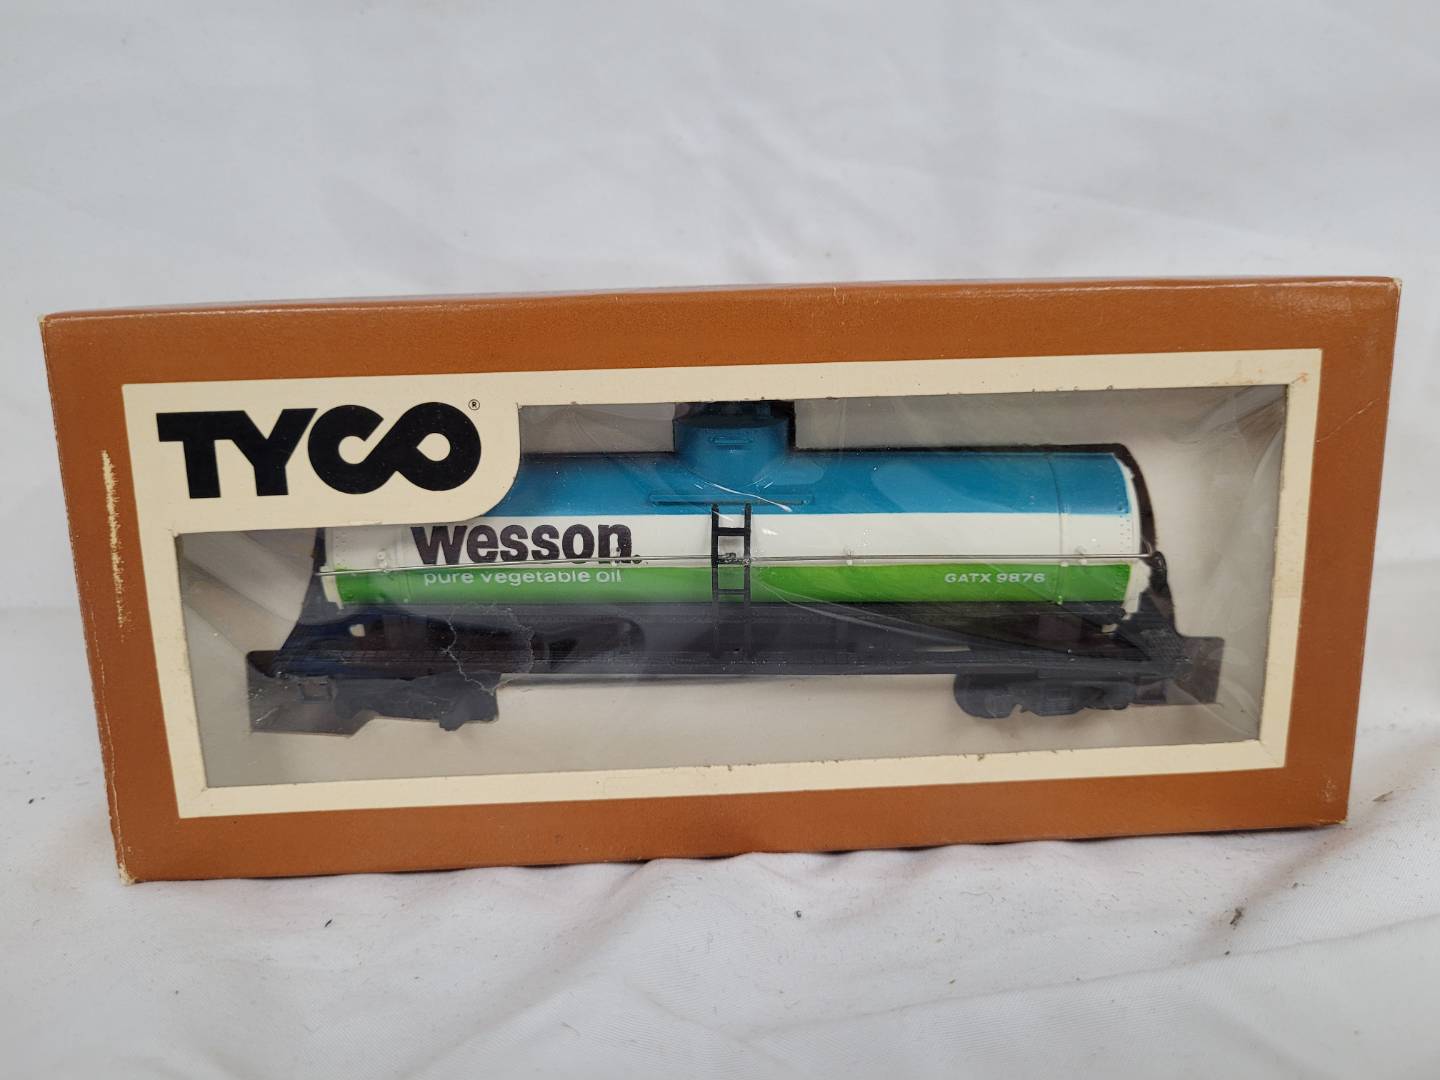 TYCO®
Wesson.
pure vegetable oil
GATX 9876